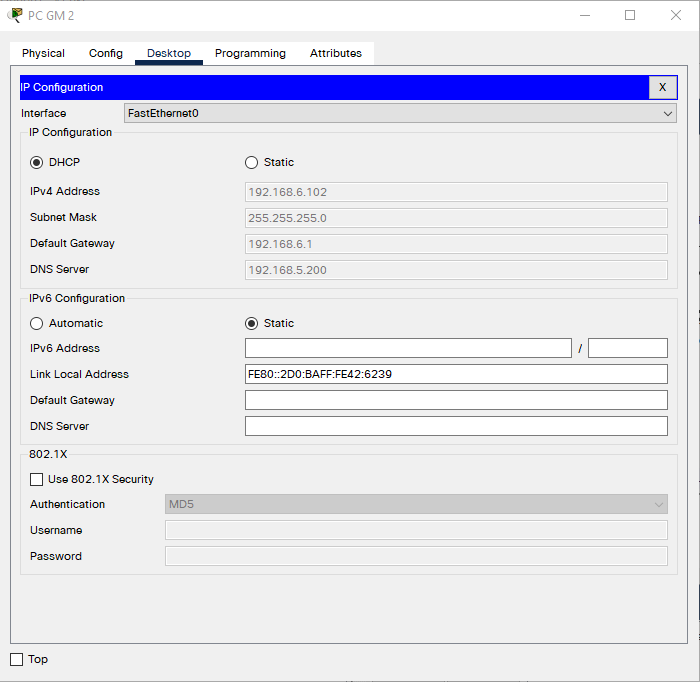 PC GM 2
Physical Config Desktop Programming Attributes
IP Configuration X
Interface FastEthernet0
IP Configuration
DHCP Static
IPv4 Address 192.168.6.102
Subnet Mask 255.255.255.0
Default Gateway 192.168.6.1
DNS Server 192.168.5.200
IPv6 Configuration
Automatic Static
IPv6 Address /
Link Local Address FE80::2D0:BAFF:FE42:6239
Default Gateway
DNS Server
802.1X
Use 802.1X Security
Authentication MD5
Username
Password
Top